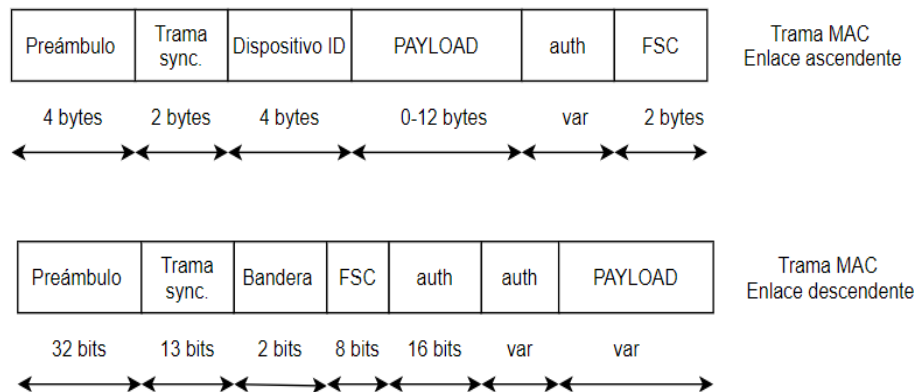 Preámbulo
Trama
sync.
Dispositivo ID
PAYLOAD
auth
FSC
Trama MAC
Enlace ascendente
4 bytes
2 bytes
4 bytes
0-12 bytes
var
2 bytes
Preámbulo
Trama
sync.
Bandera
FSC
auth
auth
PAYLOAD
Trama MAC
Enlace descendente
32 bits
13 bits
2 bits
8 bits
16 bits
var
var